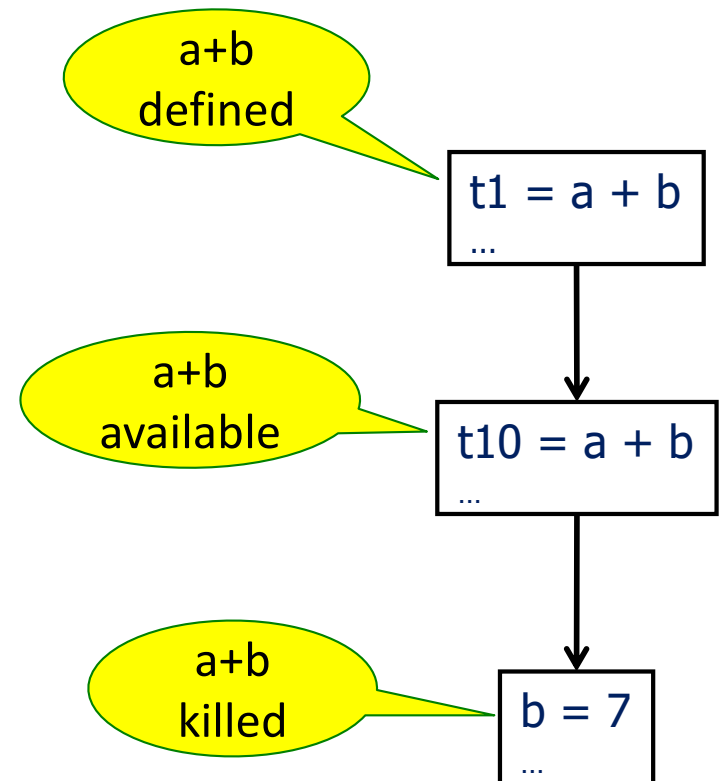 a+b
defined
t1 = a + b
...
a+b
available
t10 = a + b
...
a+b
killed
b = 7
...